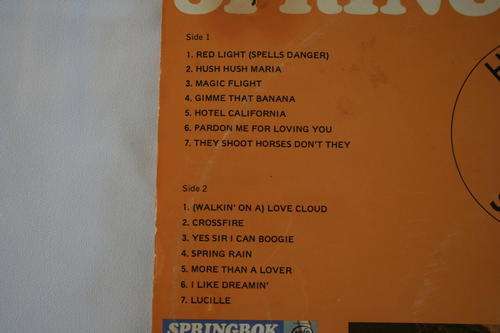 SPRING
Side 1
1. RED LIGHT (SPELLS DANGER)
2. HUSH HUSH MARIA
3. MAGIC FLIGHT
4. GIMME THAT BANANA
5. HOTEL CALIFORNIA
6. PARDON ME FOR LOVING YOU
7. THEY SHOOT HORSES DON'T THEY
Side 2
1. (WALKIN' ON A) LOVE CLOUD
2. CROSSFIRE
3. YES SIR I CAN BOOGIE
4. SPRING RAIN
5. MORE THAN A LOVER
6. I LIKE DREAMIN'
7. LUCILLE
SPRINGBOK